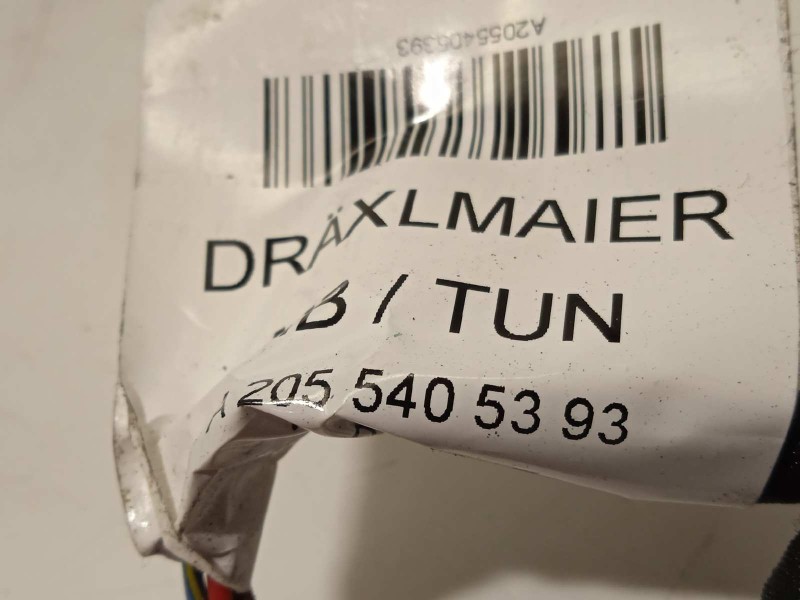 A2055405393
DRÄXLMAIER
/ TUN
A 205 540 53 93